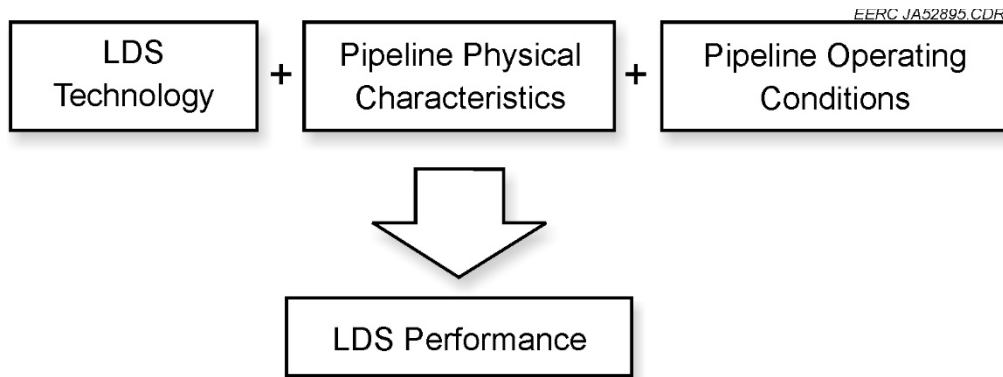 EERC JA52895.CDR
LDS
Technology
+
Pipeline Physical
Characteristics
+
Pipeline Operating
Conditions
LDS Performance